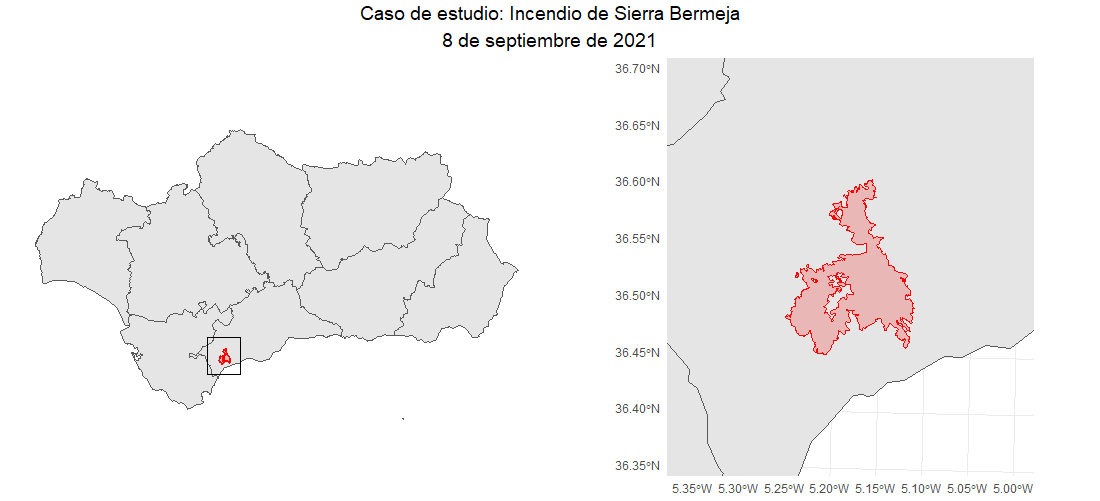 Caso de estudio: Incendio de Sierra Bermeja
8 de septiembre de 2021
36.70°N
36.65°N
36.60°N
36.55°N
36.50°N
36.45°N
36.40°N
36.35°N
5.35°W 5.30°W 5.25°W 5.20°W 5.15°W 5.10°W 5.05°W 5.00°W